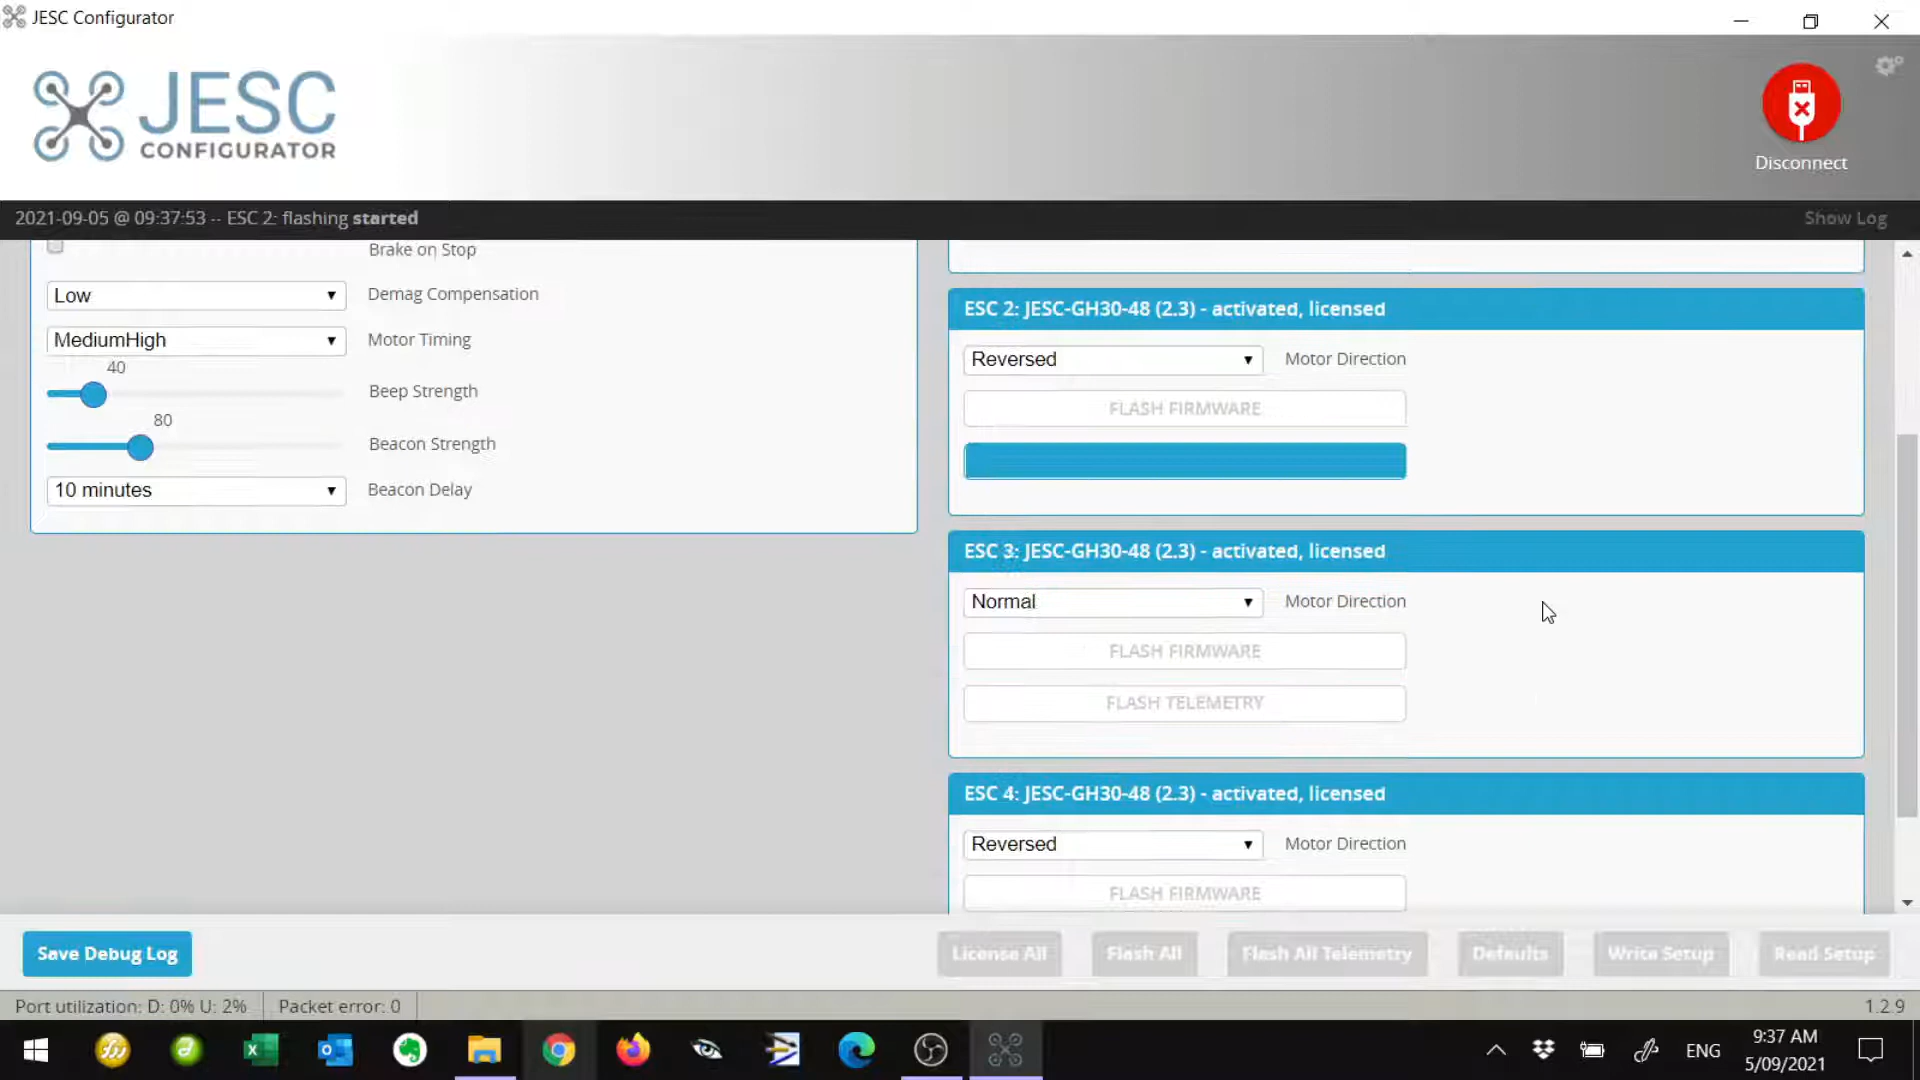 JESC Configurator
JESC
CONFIGURATOR
Disconnect
2021-09-05 @ 09:37:53 -- ESC 2: flashing started
Show Log
Brake on Stop
Low
Demag Compensation
MediumHigh
Motor Timing
40
Beep Strength
80
Beacon Strength
10 minutes
Beacon Delay
ESC 2: JESC-GH30-48 (2.3) - activated, licensed
Reversed
Motor Direction
FLASH FIRMWARE
ESC 3: JESC-GH30-48 (2.3) - activated, licensed
Normal
Motor Direction
FLASH FIRMWARE
FLASH TELEMETRY
ESC 4: JESC-GH30-48 (2.3) - activated, licensed
Reversed
Motor Direction
FLASH FIRMWARE
Save Debug Log
License All
Flash All
Flash All Telemetry
Defaults
Write Setup
Read Setup
Port utilization: D: 0% U: 2%
Packet error: 0
1.2.9
ENG
9:37 AM
5/09/2021